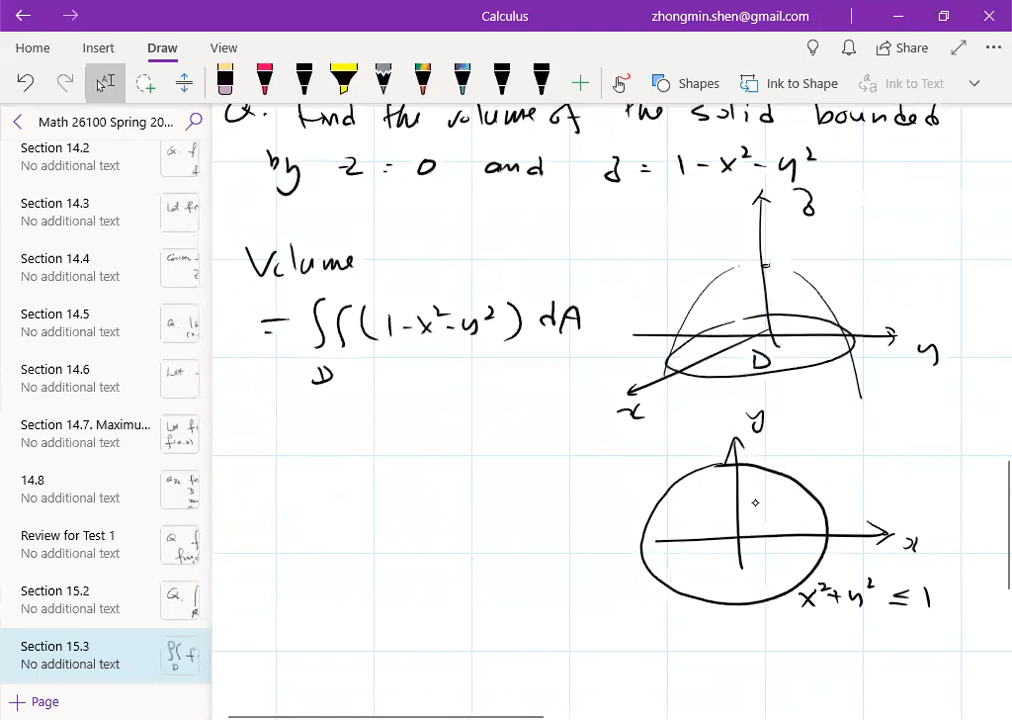 Calculus
zhongmin.shen@gmail.com
Home Insert Draw View
Share
Shapes
Ink to Shape
Ink to Text
Math 26100 Spring 20...
Section 14.2
No additional text
Section 14.3
No additional text
Section 14.4
No additional text
Section 14.5
No additional text
Section 14.6
No additional text
Section 14.7. Maximu...
No additional text
14.8
No additional text
Review for Test 1
No additional text
Section 15.2
No additional text
Section 15.3
No additional text
Page
Q. Find the volume of the solid bounded
by z = 0 and z = 1 - x² - y²
z
Volume
= ∬ (1 - x² - y²) dA
D
D
y
x
y
x
x² + y² ≤ 1